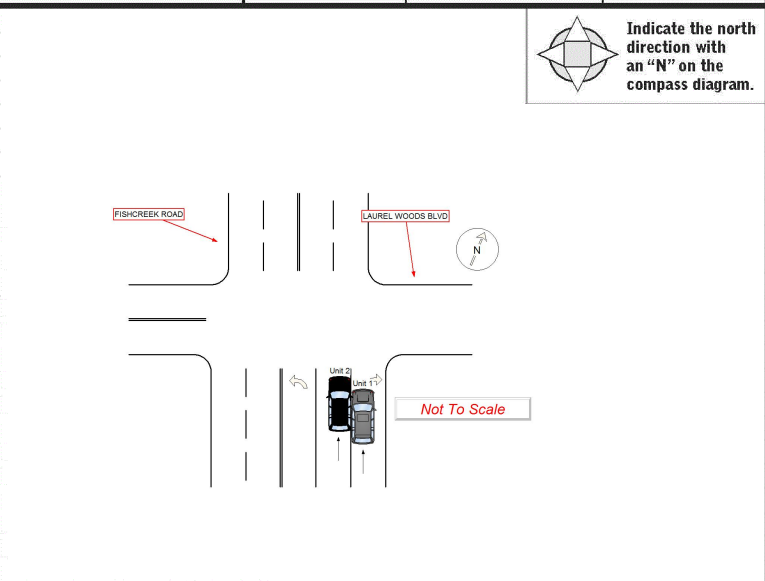 Indicate the north
direction with
an “N” on the
compass diagram.
FISHCREEK ROAD
LAUREL WOODS BLVD
N
Unit 2
Unit 1
Not To Scale